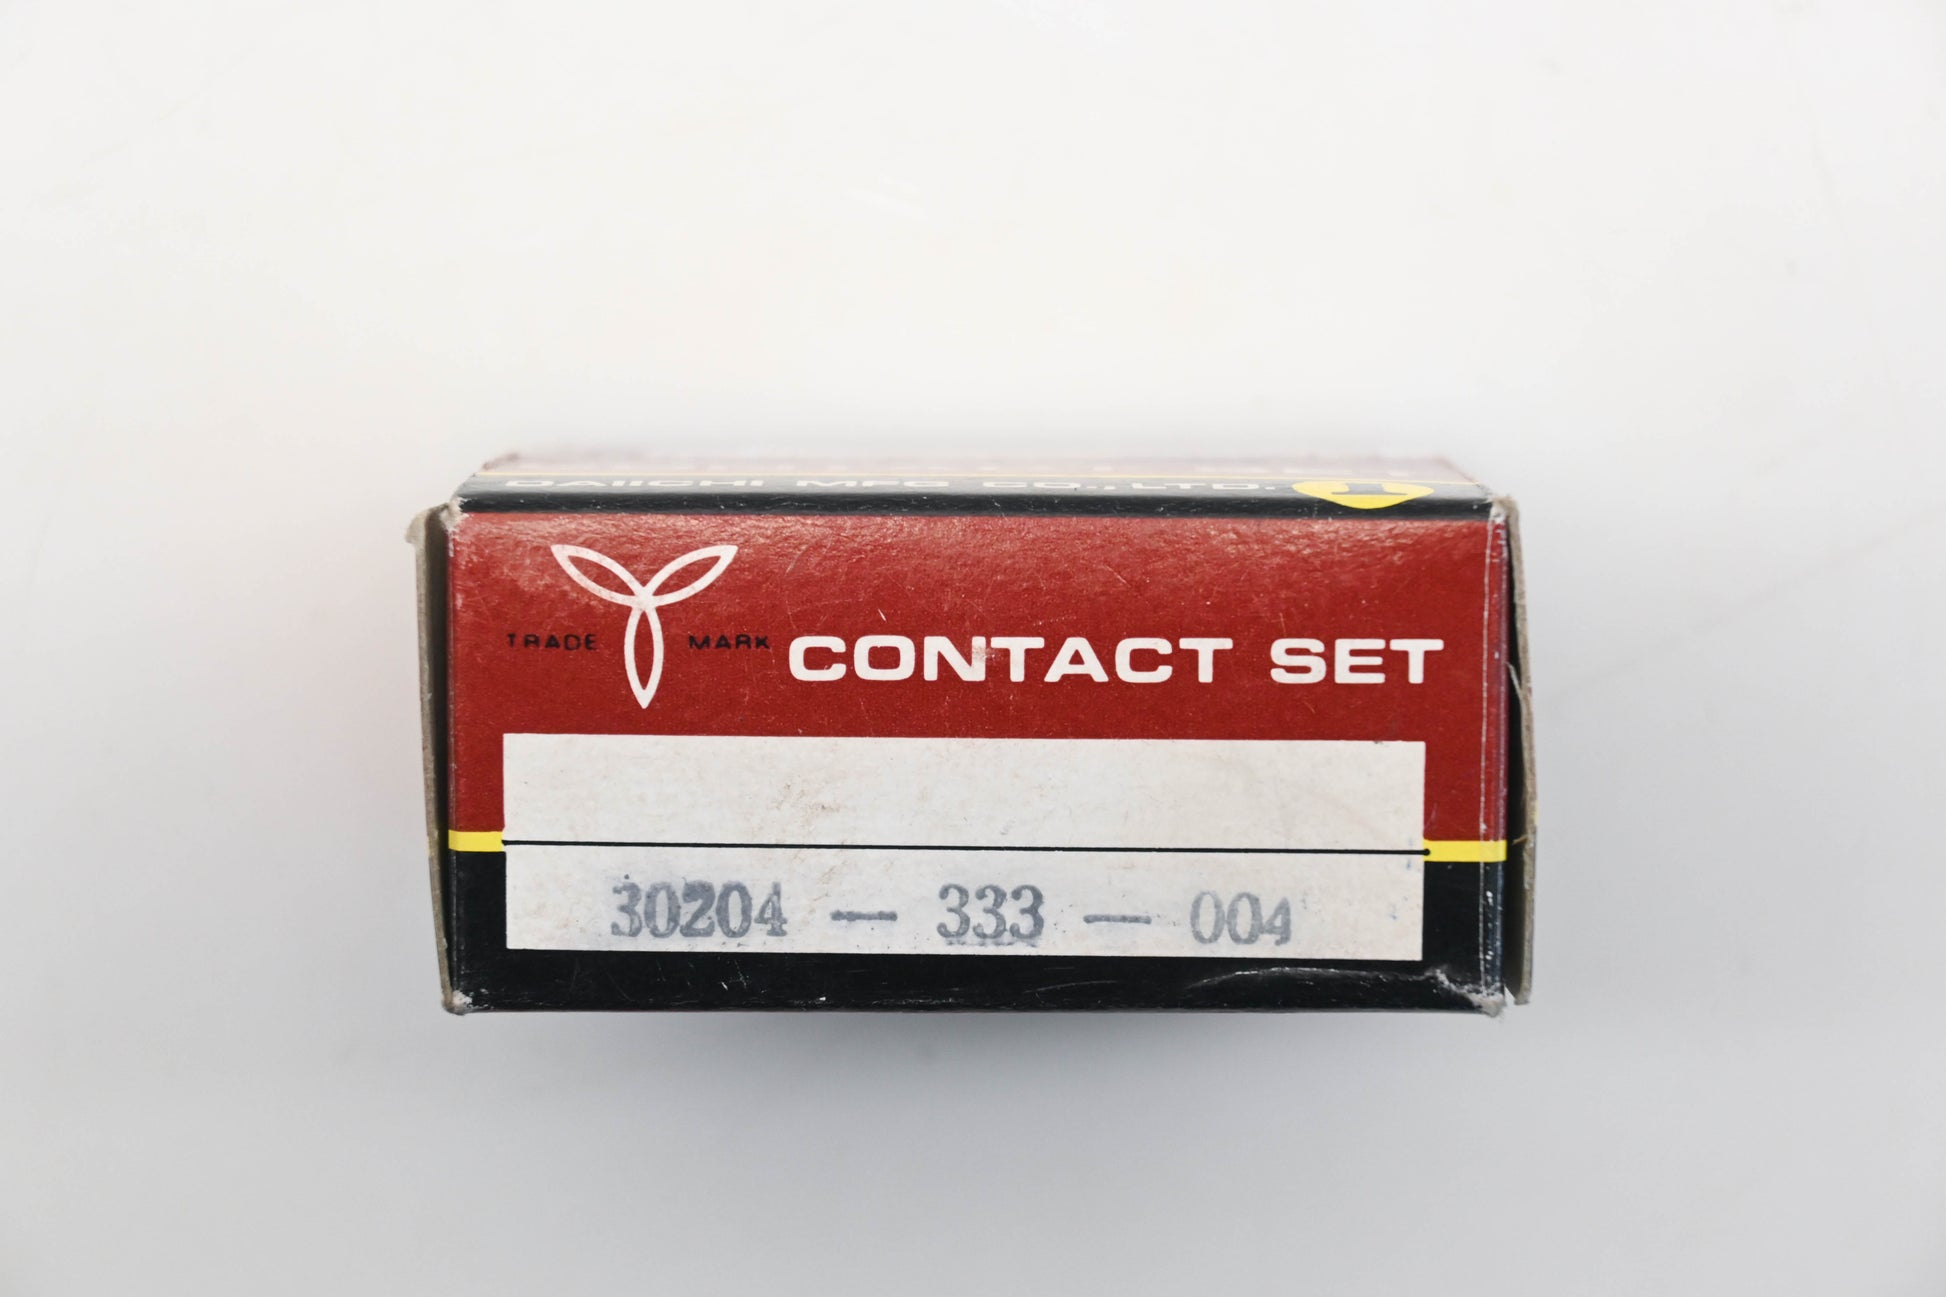 DAIICHI MFG CO., LTD.
TRADE MARK CONTACT SET
30204 — 333 — 004